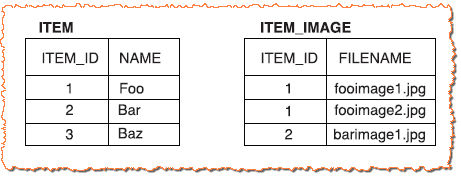 ITEM ITEM_IMAGE
ITEM_ID NAME ITEM_ID FILENAME
1 Foo 1 fooimage1.jpg
2 Bar 1 fooimage2.jpg
3 Baz 2 barimage1.jpg